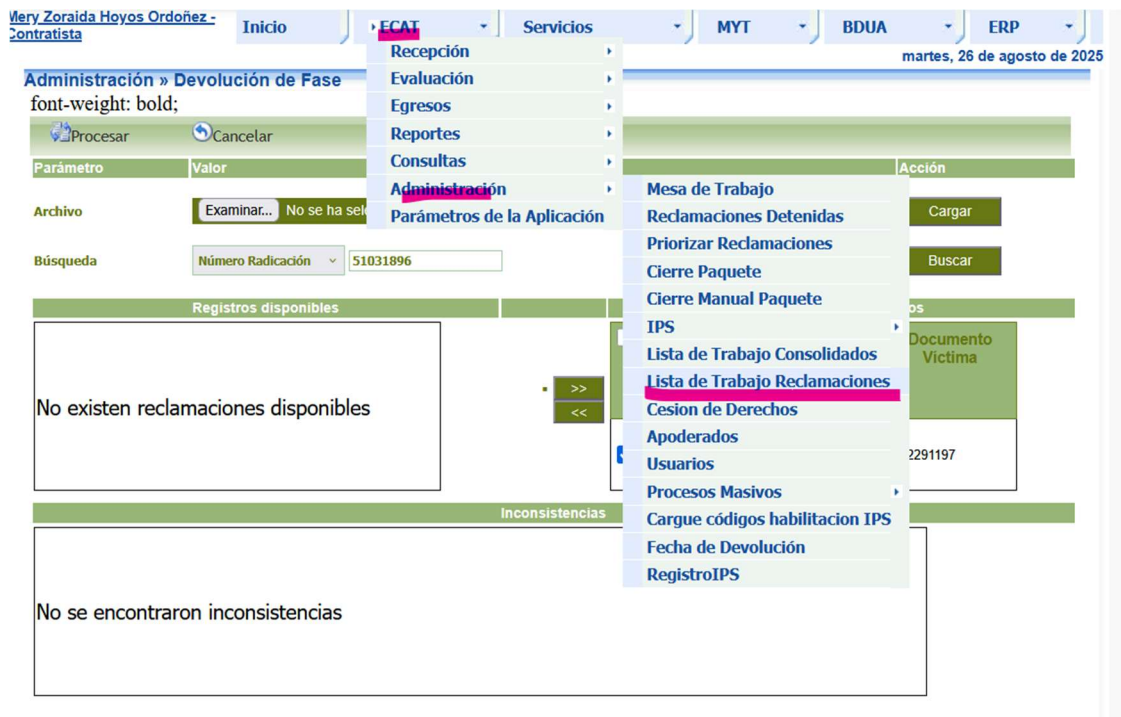 Mery Zoraida Hoyos Ordoñez -
Contratista
Inicio
ECAT
Servicios
MYT
BDUA
ERP
martes, 26 de agosto de 2025
Administración » Devolución de Fase
font-weight: bold;
Procesar
Cancelar
Parámetro
Valor
Acción
Archivo
Examinar... No se ha
Cargar
Búsqueda
Número Radicación
51031896
Buscar
Recepción
Evaluación
Egresos
Reportes
Consultas
Administración
Parámetros de la Aplicación
Mesa de Trabajo
Reclamaciones Detenidas
Priorizar Reclamaciones
Cierre Paquete
Cierre Manual Paquete
IPS
Lista de Trabajo Consolidados
Lista de Trabajo Reclamaciones
Cesion de Derechos
Apoderados
Usuarios
Procesos Masivos
Cargue códigos habilitacion IPS
Fecha de Devolución
RegistroIPS
Registros disponibles
No existen reclamaciones disponibles
>>
<<
Documento
Víctima
2291197
Inconsistencias
No se encontraron inconsistencias